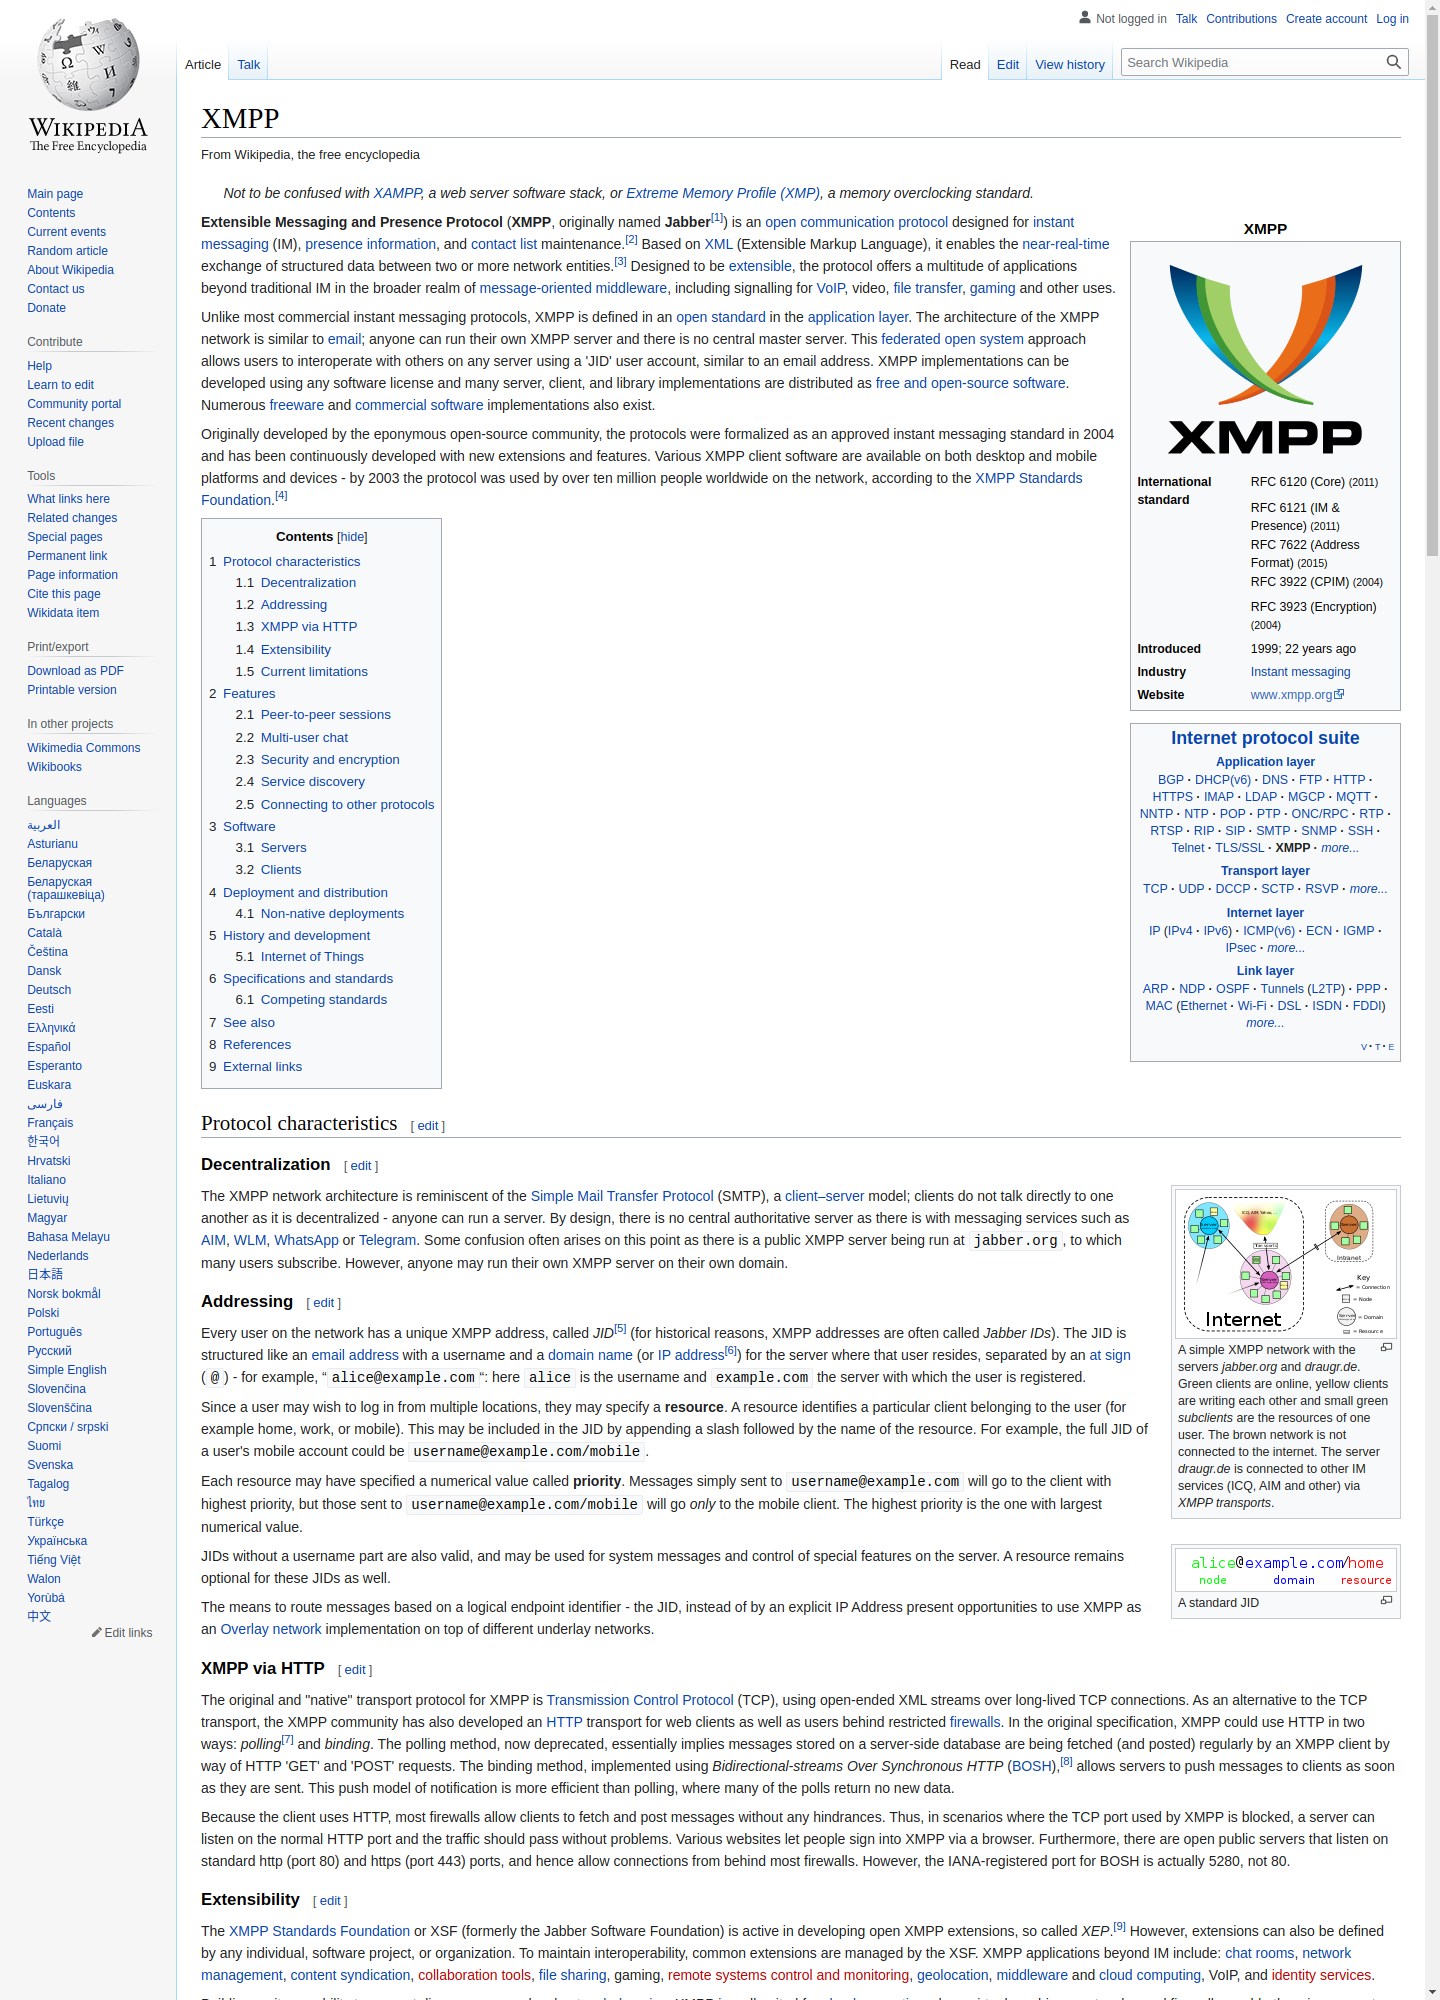 Not logged in Talk Contributions Create account Log in
Article Talk Read Edit View history Search Wikipedia
WIKIPEDIA
The Free Encyclopedia
Main page
Contents
Current events
Random article
About Wikipedia
Contact us
Donate
Contribute
Help
Learn to edit
Community portal
Recent changes
Upload file
Tools
What links here
Related changes
Special pages
Permanent link
Page information
Cite this page
Wikidata item
Print/export
Download as PDF
Printable version
In other projects
Wikimedia Commons
Wikibooks
Languages
العربية
Asturianu
Беларуская
Беларуская
(тарашкевіца)
Български
Català
Čeština
Dansk
Deutsch
Eesti
Ελληνικά
Español
Esperanto
Euskara
فارسی
Français
한국어
Hrvatski
Italiano
Lietuvių
Magyar
Bahasa Melayu
Nederlands
日本語
Norsk bokmål
Polski
Português
Русский
Simple English
Slovenčina
Slovenščina
Српски / srpski
Suomi
Svenska
Tagalog
ไทย
Türkçe
Українська
Tiếng Việt
Walon
Yorùbá
中文
Edit links
XMPP
From Wikipedia, the free encyclopedia
Not to be confused with XAMPP, a web server software stack, or Extreme Memory Profile (XMP), a memory overclocking standard.
Extensible Messaging and Presence Protocol (XMPP, originally named Jabber[1]) is an open communication protocol designed for instant
messaging (IM), presence information, and contact list maintenance.[2] Based on XML (Extensible Markup Language), it enables the near-real-time
exchange of structured data between two or more network entities.[3] Designed to be extensible, the protocol offers a multitude of applications
beyond traditional IM in the broader realm of message-oriented middleware, including signalling for VoIP, video, file transfer, gaming and other uses.
Unlike most commercial instant messaging protocols, XMPP is defined in an open standard in the application layer. The architecture of the XMPP
network is similar to email; anyone can run their own XMPP server and there is no central master server. This federated open system approach
allows users to interoperate with others on any server using a 'JID' user account, similar to an email address. XMPP implementations can be
developed using any software license and many server, client, and library implementations are distributed as free and open-source software.
Numerous freeware and commercial software implementations also exist.
Originally developed by the eponymous open-source community, the protocols were formalized as an approved instant messaging standard in 2004
and has been continuously developed with new extensions and features. Various XMPP client software are available on both desktop and mobile
platforms and devices - by 2003 the protocol was used by over ten million people worldwide on the network, according to the XMPP Standards
Foundation.[4]
XMPP
XMPP
International standard
RFC 6120 (Core) (2011)
RFC 6121 (IM &
Presence) (2011)
RFC 7622 (Address
Format) (2015)
RFC 3922 (CPIM) (2004)
RFC 3923 (Encryption)
(2004)
Introduced 1999; 22 years ago
Industry Instant messaging
Website www.xmpp.org
Internet protocol suite
Application layer
BGP · DHCP(v6) · DNS · FTP · HTTP ·
HTTPS · IMAP · LDAP · MGCP · MQTT ·
NNTP · NTP · POP · PTP · ONC/RPC · RTP ·
RTSP · RIP · SIP · SMTP · SNMP · SSH ·
Telnet · TLS/SSL · XMPP · more...
Transport layer
TCP · UDP · DCCP · SCTP · RSVP · more...
Internet layer
IP (IPv4 · IPv6) · ICMP(v6) · ECN · IGMP ·
IPsec · more...
Link layer
ARP · NDP · OSPF · Tunnels (L2TP) · PPP ·
MAC (Ethernet · Wi-Fi · DSL · ISDN · FDDI)
more...
V · T · E
Contents [hide]
1 Protocol characteristics
1.1 Decentralization
1.2 Addressing
1.3 XMPP via HTTP
1.4 Extensibility
1.5 Current limitations
2 Features
2.1 Peer-to-peer sessions
2.2 Multi-user chat
2.3 Security and encryption
2.4 Service discovery
2.5 Connecting to other protocols
3 Software
3.1 Servers
3.2 Clients
4 Deployment and distribution
4.1 Non-native deployments
5 History and development
5.1 Internet of Things
6 Specifications and standards
6.1 Competing standards
7 See also
8 References
9 External links
Protocol characteristics [ edit ]
Decentralization [ edit ]
The XMPP network architecture is reminiscent of the Simple Mail Transfer Protocol (SMTP), a client–server model; clients do not talk directly to one
another as it is decentralized - anyone can run a server. By design, there is no central authoritative server as there is with messaging services such as
AIM, WLM, WhatsApp or Telegram. Some confusion often arises on this point as there is a public XMPP server being run at jabber.org, to which
many users subscribe. However, anyone may run their own XMPP server on their own domain.
Internet
Intranet
Key
= Connection
= Node
= Domain
= Resource
A simple XMPP network with the
servers jabber.org and draugr.de.
Green clients are online, yellow clients
are writing each other and small green
subclients are the resources of one
user. The brown network is not
connected to the internet. The server
draugr.de is connected to other IM
services (ICQ, AIM and other) via
XMPP transports.
Addressing [ edit ]
Every user on the network has a unique XMPP address, called JID[5] (for historical reasons, XMPP addresses are often called Jabber IDs). The JID is
structured like an email address with a username and a domain name (or IP address[6]) for the server where that user resides, separated by an at sign
( @ ) - for example, “alice@example.com“: here alice is the username and example.com the server with which the user is registered.
Since a user may wish to log in from multiple locations, they may specify a resource. A resource identifies a particular client belonging to the user (for
example home, work, or mobile). This may be included in the JID by appending a slash followed by the name of the resource. For example, the full JID of
a user's mobile account could be username@example.com/mobile.
Each resource may have specified a numerical value called priority. Messages simply sent to username@example.com will go to the client with
highest priority, but those sent to username@example.com/mobile will go only to the mobile client. The highest priority is the one with largest
numerical value.
JIDs without a username part are also valid, and may be used for system messages and control of special features on the server. A resource remains
optional for these JIDs as well.
The means to route messages based on a logical endpoint identifier - the JID, instead of by an explicit IP Address present opportunities to use XMPP as
an Overlay network implementation on top of different underlay networks.
alice@example.com/home
node domain resource
A standard JID
XMPP via HTTP [ edit ]
The original and "native" transport protocol for XMPP is Transmission Control Protocol (TCP), using open-ended XML streams over long-lived TCP connections. As an alternative to the TCP
transport, the XMPP community has also developed an HTTP transport for web clients as well as users behind restricted firewalls. In the original specification, XMPP could use HTTP in two
ways: polling[7] and binding. The polling method, now deprecated, essentially implies messages stored on a server-side database are being fetched (and posted) regularly by an XMPP client by
way of HTTP 'GET' and 'POST' requests. The binding method, implemented using Bidirectional-streams Over Synchronous HTTP (BOSH),[8] allows servers to push messages to clients as soon
as they are sent. This push model of notification is more efficient than polling, where many of the polls return no new data.
Because the client uses HTTP, most firewalls allow clients to fetch and post messages without any hindrances. Thus, in scenarios where the TCP port used by XMPP is blocked, a server can
listen on the normal HTTP port and the traffic should pass without problems. Various websites let people sign into XMPP via a browser. Furthermore, there are open public servers that listen on
standard http (port 80) and https (port 443) ports, and hence allow connections from behind most firewalls. However, the IANA-registered port for BOSH is actually 5280, not 80.
Extensibility [ edit ]
The XMPP Standards Foundation or XSF (formerly the Jabber Software Foundation) is active in developing open XMPP extensions, so called XEP.[9] However, extensions can also be defined
by any individual, software project, or organization. To maintain interoperability, common extensions are managed by the XSF. XMPP applications beyond IM include: chat rooms, network
management, content syndication, collaboration tools, file sharing, gaming, remote systems control and monitoring, geolocation, middleware and cloud computing, VoIP, and identity services.